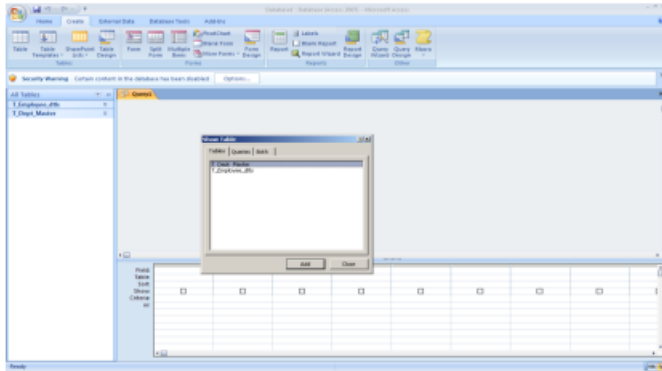 Database1 : Database (Access 2007) - Microsoft Access
Home Create External Data Database Tools Add-Ins
Table
Table Templates
SharePoint Lists
Table Design
Tables
Form
Split Form
Multiple Items
PivotChart
Blank Form
More Forms
Form Design
Forms
Report
Labels
Blank Report
Report Wizard
Report Design
Reports
Query Wizard
Query Design
Macro
Other
Security Warning Certain content in the database has been disabled Options...
All Tables
T_Employee_dtls
T_Dept_Master
Query1
Show Table
Tables Queries Both
T_Dept_Master
T_Employee_dtls
Add Close
Field:
Table:
Sort:
Show:
Criteria:
or:
Ready